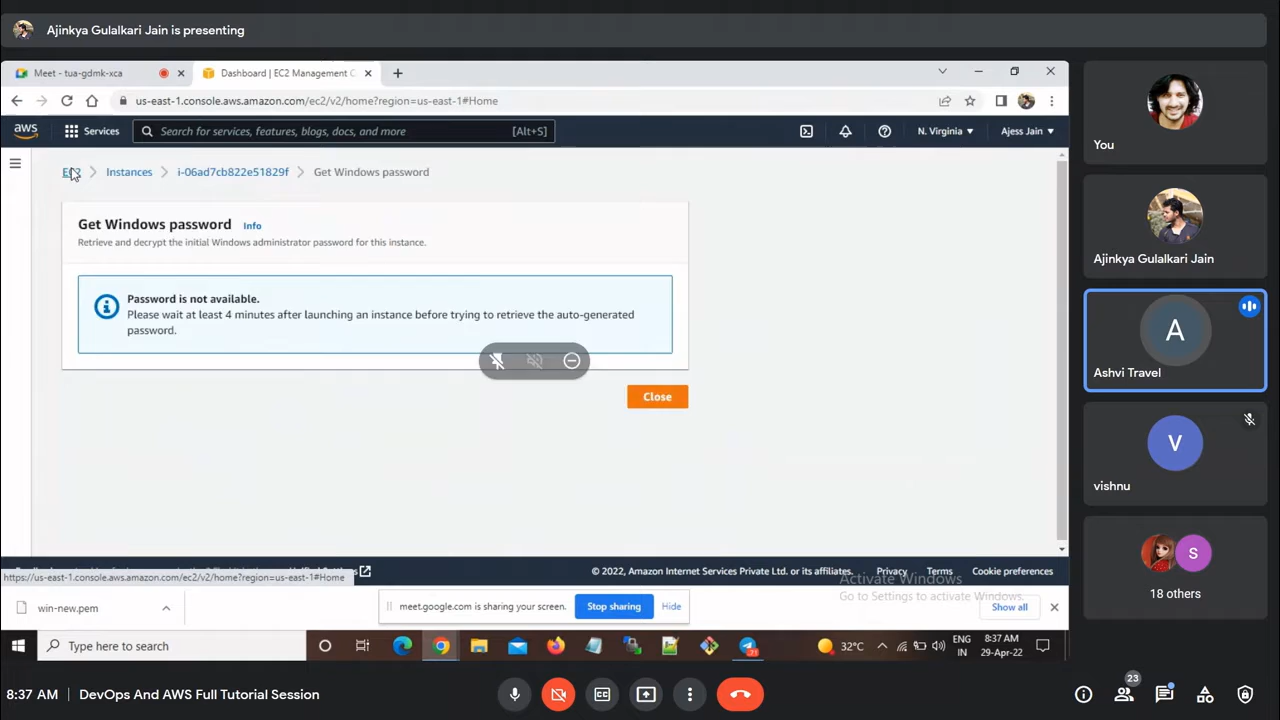 Ajinkya Gulalkari Jain is presenting
Meet - tua-gdmk-xca
Dashboard | EC2 Management C
us-east-1.console.aws.amazon.com/ec2/v2/home?region=us-east-1#Home
aws
Services
Search for services, features, blogs, docs, and more
[Alt+S]
N. Virginia
Ajess Jain
You
EC2
Instances
i-06ad7cb822e51829f
Get Windows password
Get Windows password
Info
Retrieve and decrypt the initial Windows administrator password for this instance.
Password is not available.
Please wait at least 4 minutes after launching an instance before trying to retrieve the auto-generated
password.
Close
Ajinkya Gulalkari Jain
A
Ashvi Travel
V
vishnu
S
18 others
© 2022, Amazon Internet Services Private Ltd. or its affiliates.
Privacy
Terms
Cookie preferences
https://us-east-1.console.aws.amazon.com/ec2/v2/home?region=us-east-1#Home
Activate Windows
Go to Settings to activate Windows.
win-new.pem
meet.google.com is sharing your screen.
Stop sharing
Hide
Show all
Type here to search
32°C
ENG
IN
8:37 AM
29-Apr-22
8:37 AM
DevOps And AWS Full Tutorial Session
23